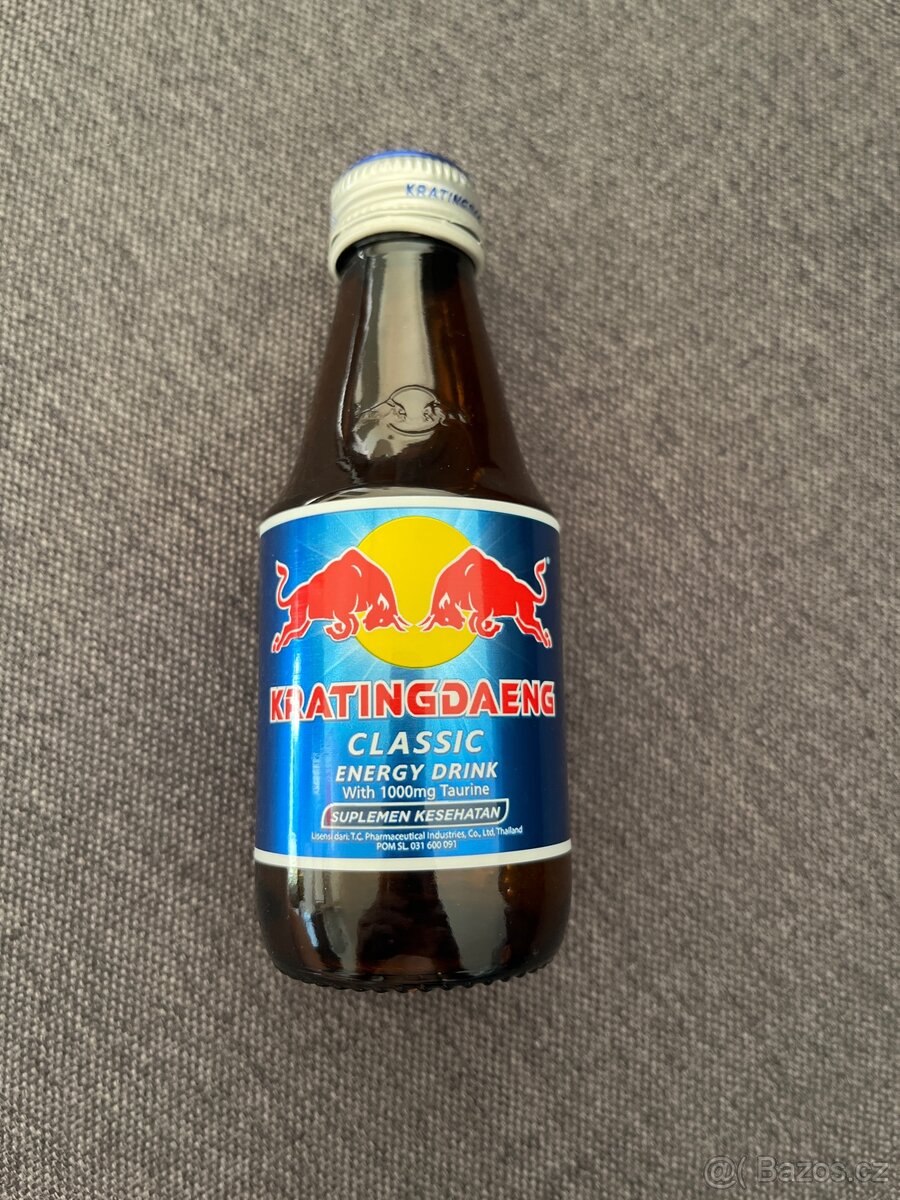 KRATINGDAENG
KRATINGDAENG
CLASSIC
ENERGY DRINK
With 1000mg Taurine
SUPLEMEN KESEHATAN
Lisensi dari: T.C. Pharmaceutical Industries, Co., Ltd. Thailand
POM SL. 031 600 091
@( Bazos.cz